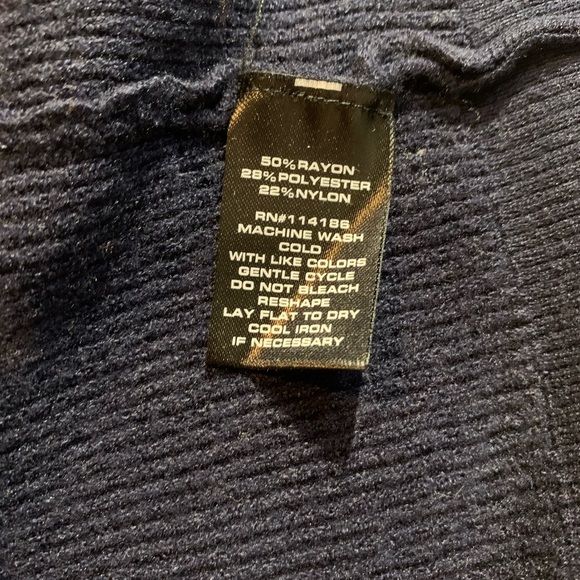 50%RAYON
28%POLYESTER
22%NYLON
RN#114186
MACHINE WASH
COLD
WITH LIKE COLORS
GENTLE CYCLE
DO NOT BLEACH
RESHAPE
LAY FLAT TO DRY
COOL IRON
IF NECESSARY